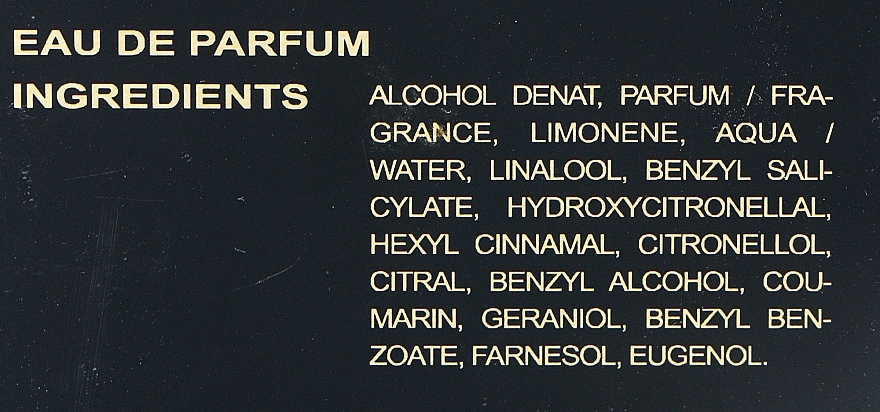 EAU DE PARFUM
INGREDIENTS
ALCOHOL DENAT, PARFUM / FRA-
GRANCE, LIMONENE, AQUA /
WATER, LINALOOL, BENZYL SALI-
CYLATE, HYDROXYCITRONELLAL,
HEXYL CINNAMAL, CITRONELLOL,
CITRAL, BENZYL ALCOHOL, COU-
MARIN, GERANIOL, BENZYL BEN-
ZOATE, FARNESOL, EUGENOL.